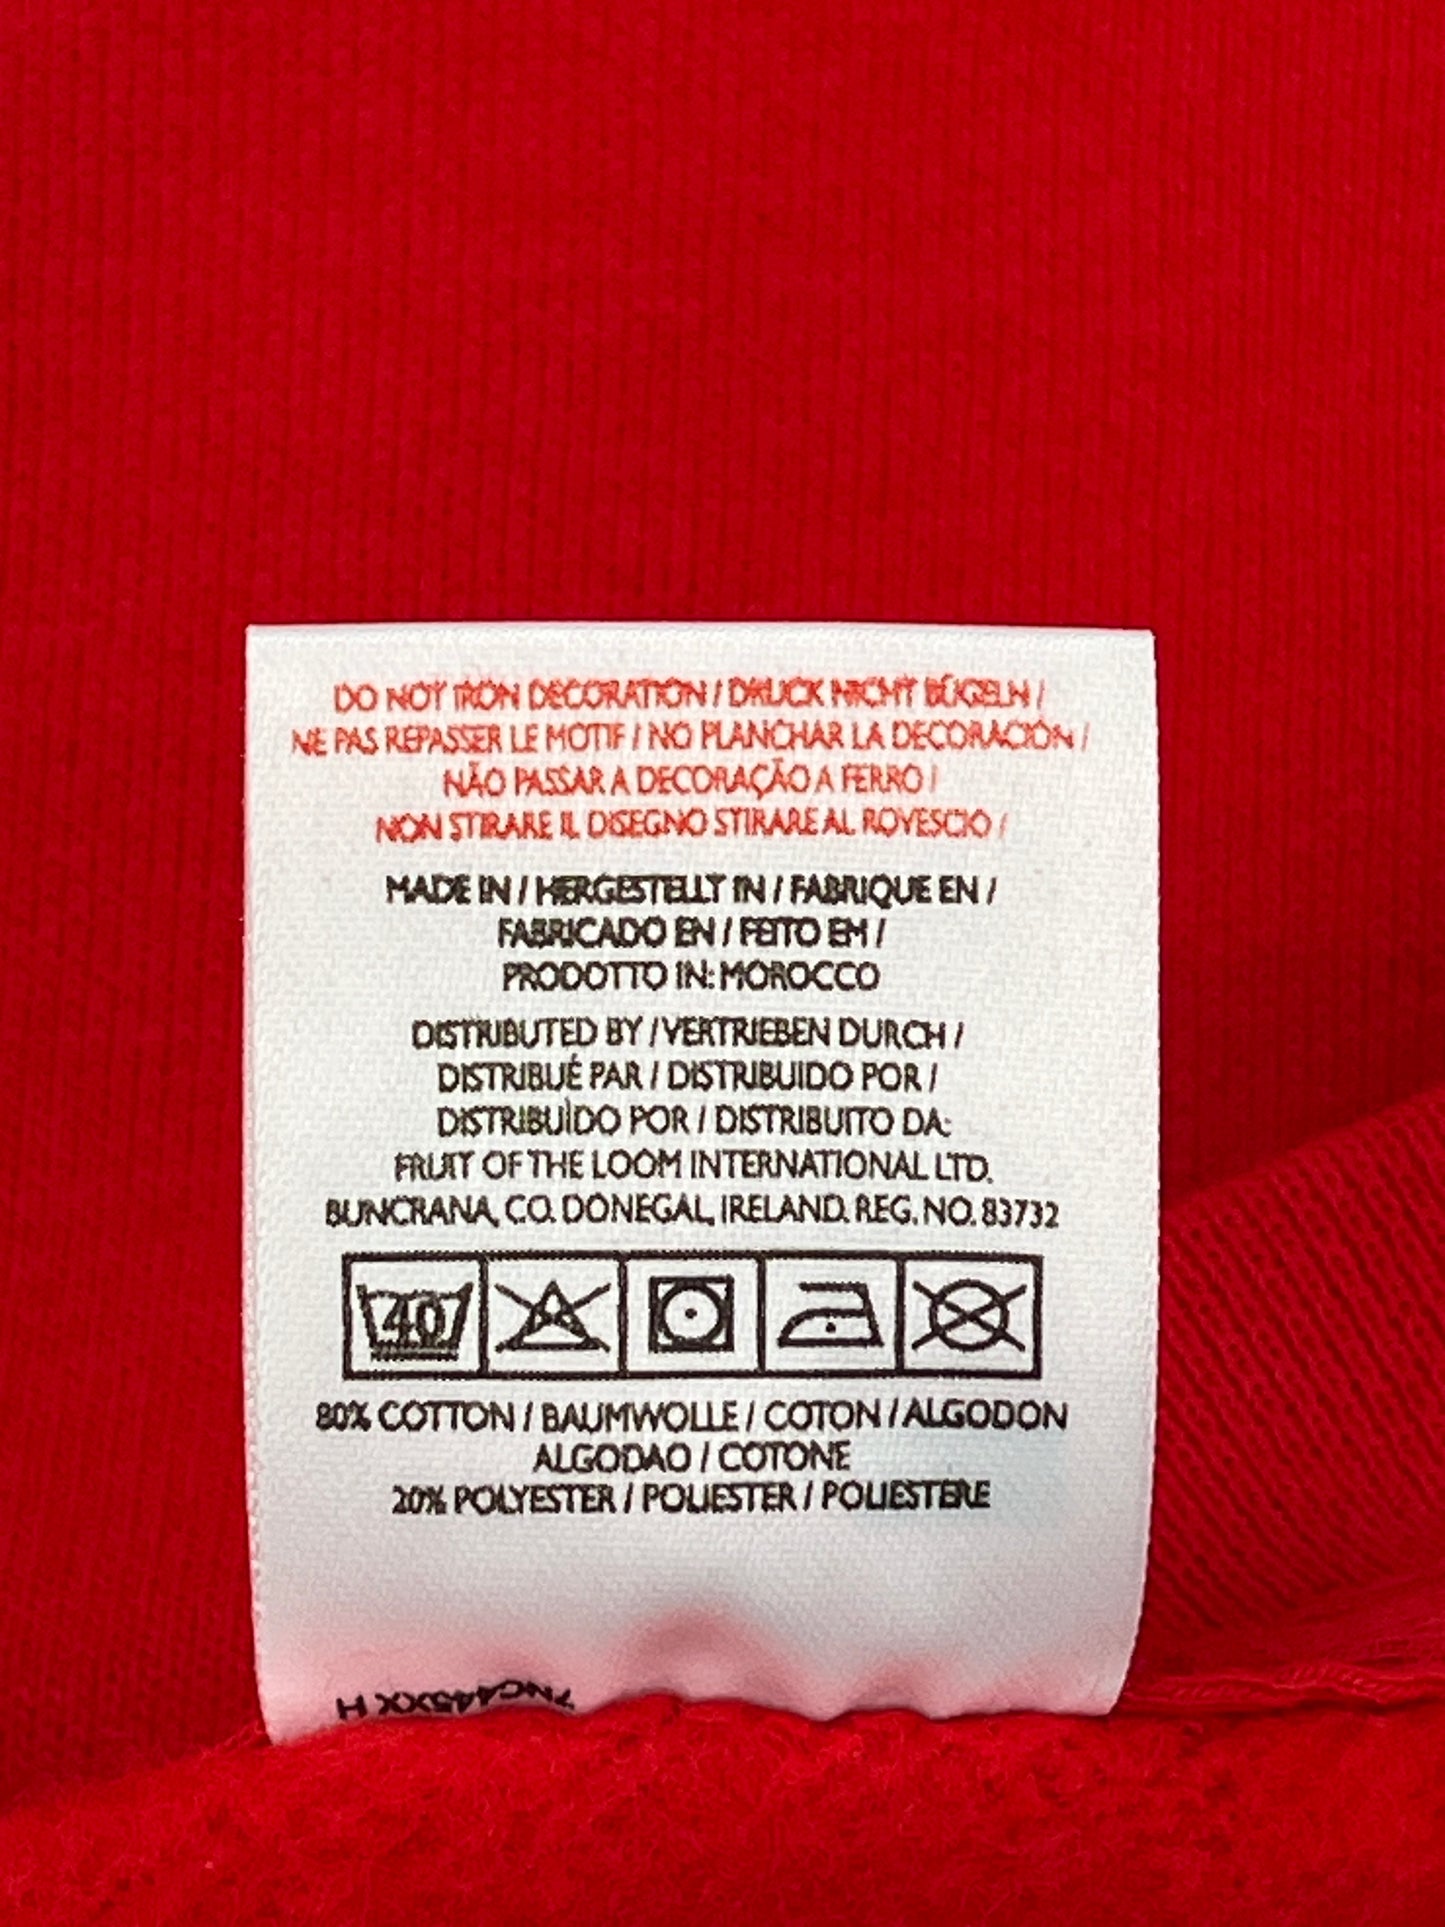 DO NOT IRON DECORATION / DRUCK NICHT BÜGELN /
NE PAS REPASSER LE MOTIF / NO PLANCHAR LA DECORACIÓN /
NÃO PASSAR A DECORAÇÃO A FERRO /
NON STIRARE IL DISEGNO STIRARE AL ROVESCIO /
MADE IN / HERGESTELLT IN / FABRIQUE EN /
FABRICADO EN / FEITO EM /
PRODOTTO IN: MOROCCO
DISTRIBUTED BY / VERTRIEBEN DURCH /
DISTRIBUÉ PAR / DISTRIBUIDO POR /
DISTRIBUÌDO POR / DISTRIBUITO DA:
FRUIT OF THE LOOM INTERNATIONAL LTD.
BUNCRANA, CO. DONEGAL, IRELAND. REG. NO. 83732
40
80% COTTON / BAUMWOLLE / COTON / ALGODON
ALGODAO / COTONE
20% POLYESTER / POLIESTER / POLIESTERE
7NC445XX H